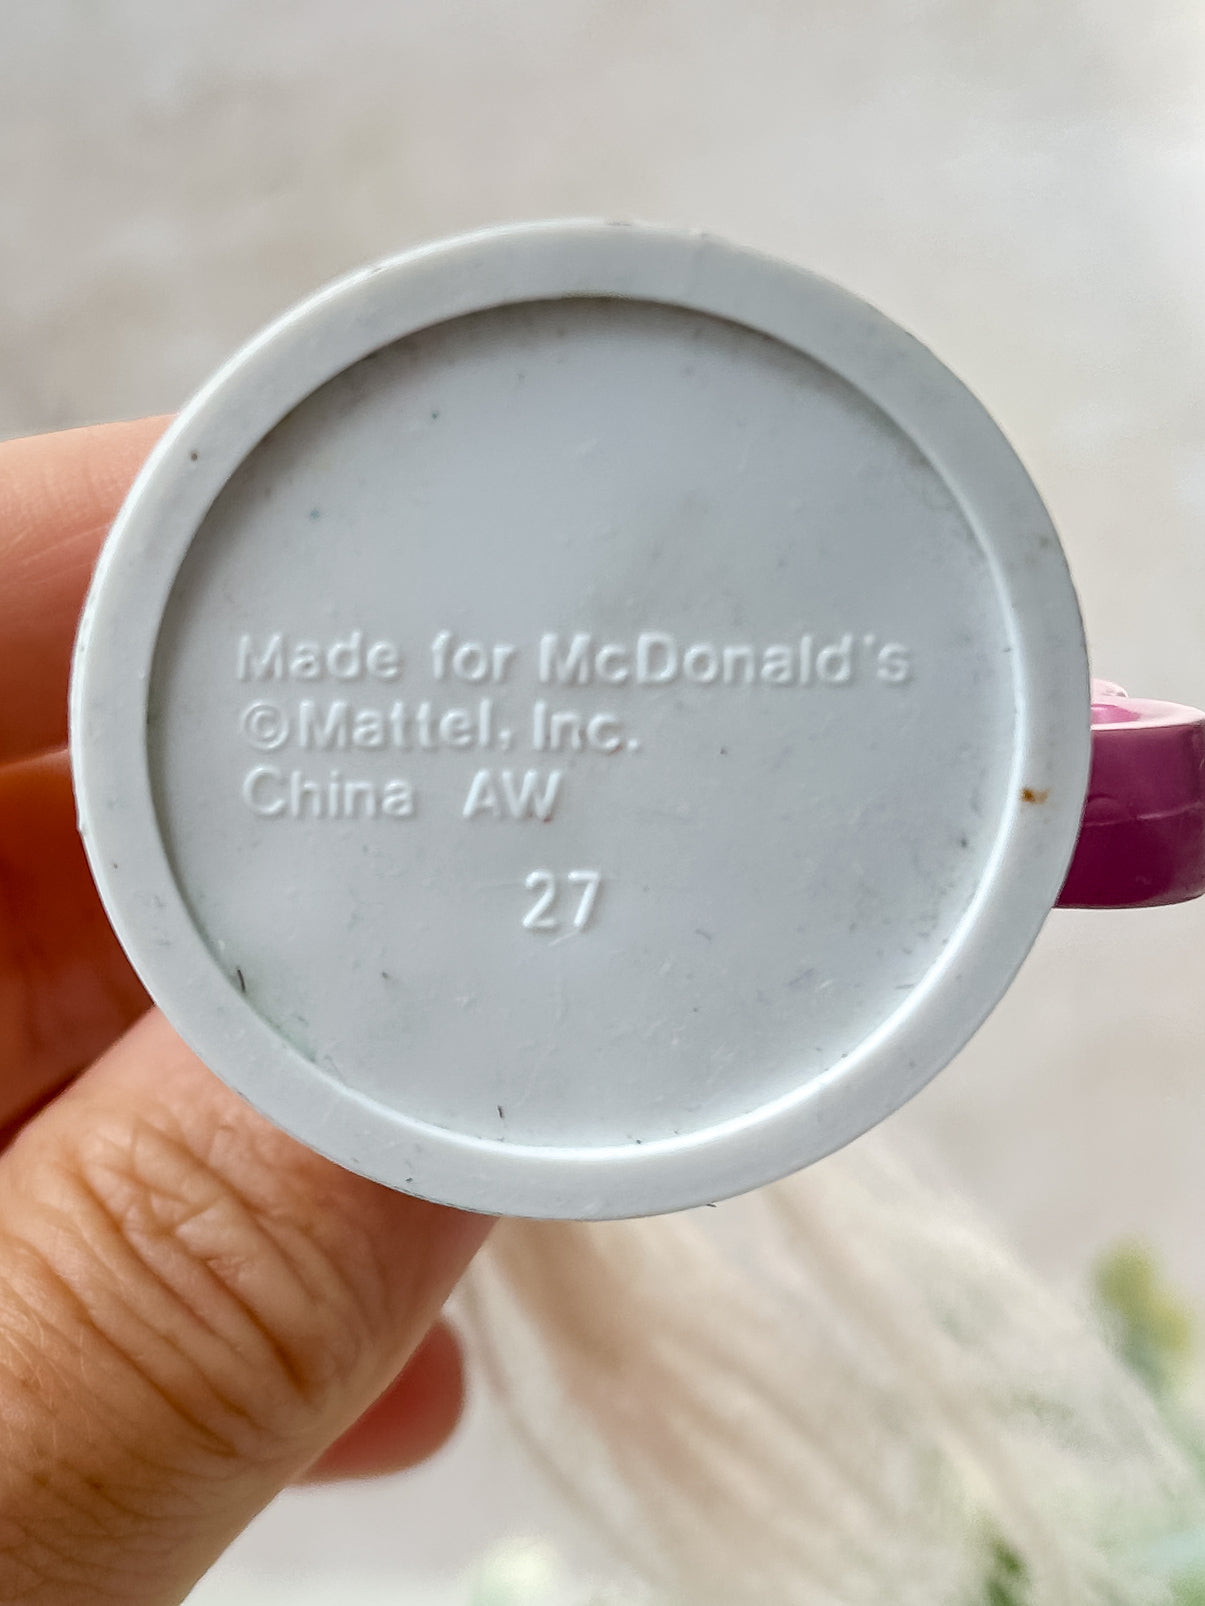 Made for McDonald's
©Mattel, Inc.
China AW
27